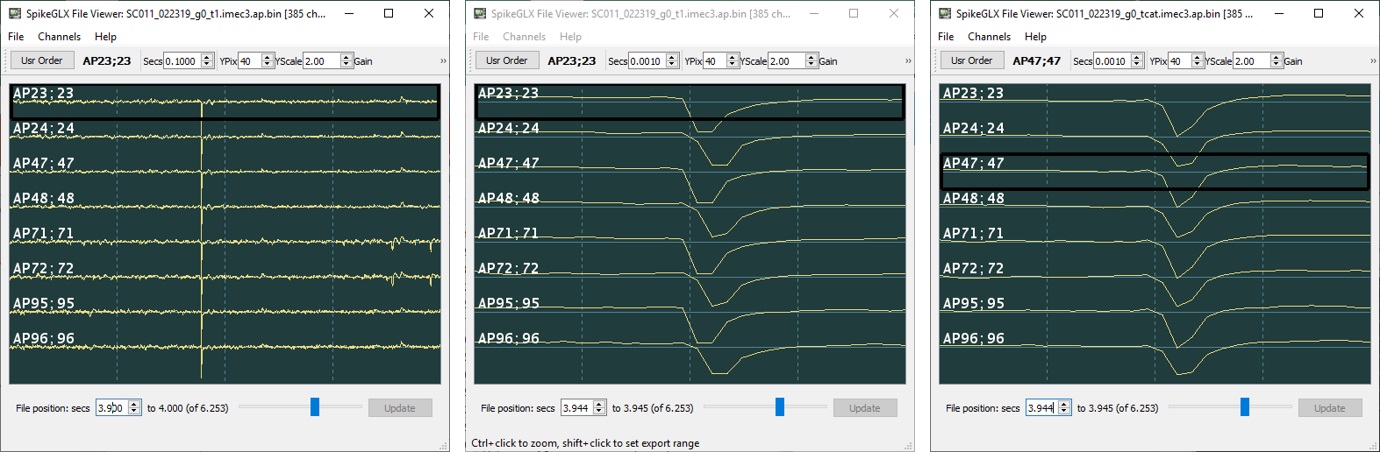 SpikeGLX File Viewer: SC011_022319_g0_t1.imec3.ap.bin [385 ch...
File Channels Help
Usr Order AP23;23 Secs 0.1000 YPix 40 YScale 2.00 Gain »
AP23;23
AP24;24
AP47;47
AP48;48
AP71;71
AP72;72
AP95;95
AP96;96
File position: secs 3.900 to 4.000 (of 6.253) Update
SpikeGLX File Viewer: SC011_022319_g0_t1.imec3.ap.bin [385 ch...
File Channels Help
Usr Order AP23;23 Secs 0.0010 YPix 40 YScale 2.00 Gain »
AP23;23
AP24;24
AP47;47
AP48;48
AP71;71
AP72;72
AP95;95
AP96;96
File position: secs 3.944 to 3.945 (of 6.253) Update
Ctrl+click to zoom, shift+click to set export range
SpikeGLX File Viewer: SC011_022319_g0_tcat.imec3.ap.bin [385 ...
File Channels Help
Usr Order AP47;47 Secs 0.0010 YPix 40 YScale 2.00 Gain »
AP23;23
AP24;24
AP47;47
AP48;48
AP71;71
AP72;72
AP95;95
AP96;96
File position: secs 3.944 to 3.945 (of 6.253) Update